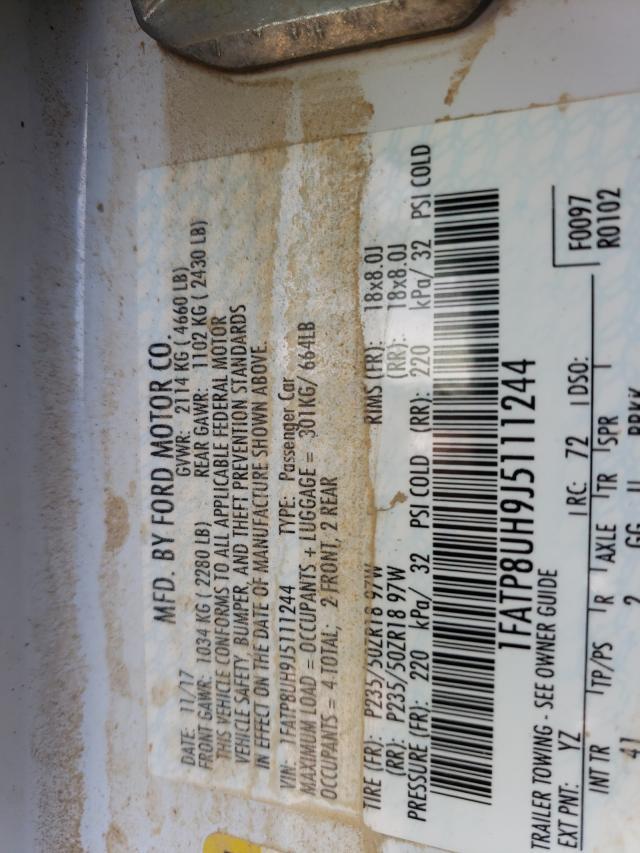 MFD. BY FORD MOTOR CO.
DATE: 11/17 GVWR: 2114 KG ( 4660 LB)
FRONT GAWR: 1034 KG ( 2280 LB) REAR GAWR: 1102 KG ( 2430 LB)
THIS VEHICLE CONFORMS TO ALL APPLICABLE FEDERAL MOTOR
VEHICLE SAFETY, BUMPER, AND THEFT PREVENTION STANDARDS
IN EFFECT ON THE DATE OF MANUFACTURE SHOWN ABOVE.
VIN: 1FATP8UH9J5111244 TYPE: Passenger Car
MAXIMUM LOAD = OCCUPANTS + LUGGAGE = 301KG/ 664LB
OCCUPANTS = 4 TOTAL; 2 FRONT, 2 REAR
TIRE (FR): P235/50ZR18 97W RIMS (FR): 18x8.0J
(RR): P235/50ZR18 97W (RR): 18x8.0J
PRESSURE (FR): 220 kPa/ 32 PSI COLD (RR): 220 kPa/ 32 PSI COLD
1FATP8UH9J5111244
TRAILER TOWING - SEE OWNER GUIDE F0097
EXT PNT: YZ RC: 72 DSO: R0102
INT TR TP/PS R AXLE TR SPR
41 2 GG U